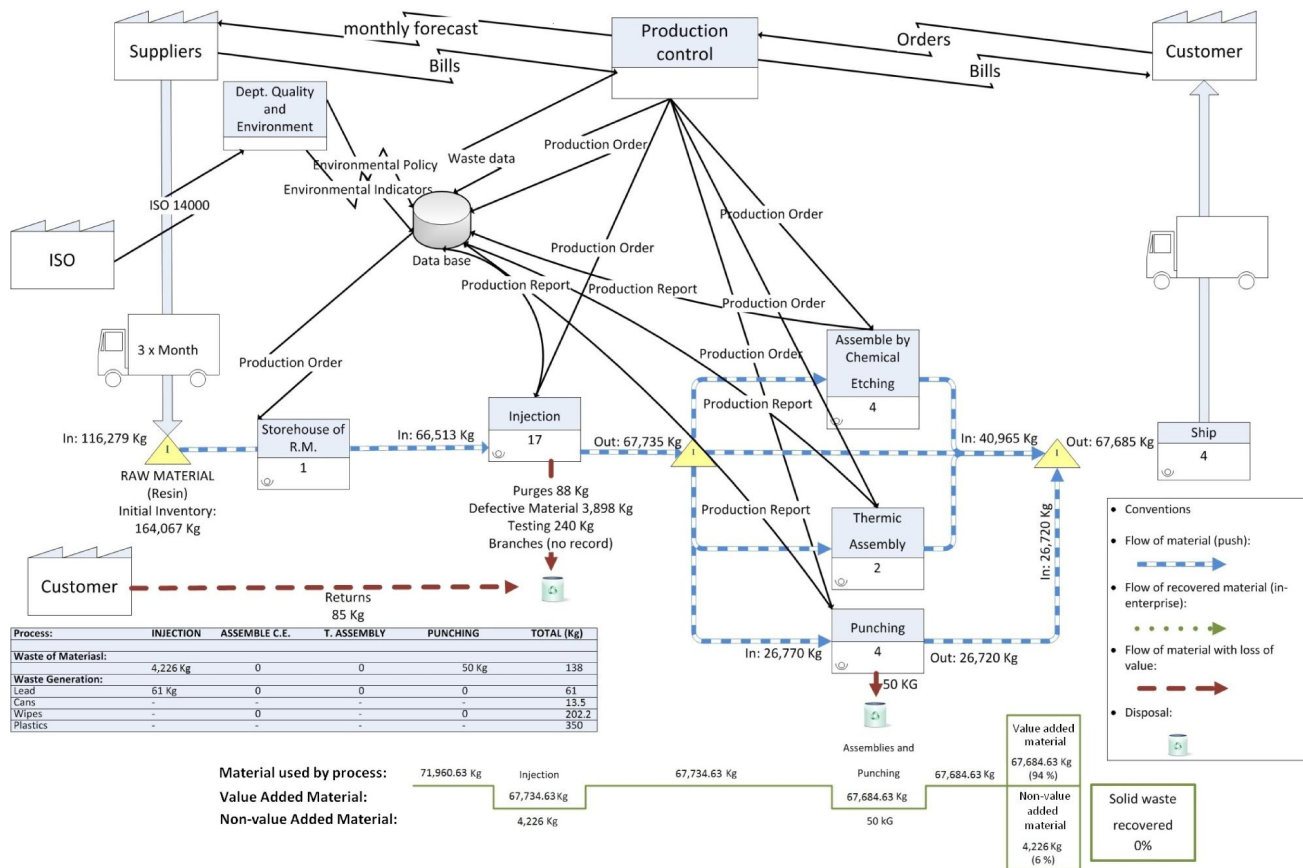 Suppliers
monthly forecast
Bills
Production
control
Orders
Bills
Customer
Dept. Quality
and
Environment
Environmental Policy
Environmental Indicators
Waste data
Production Order
ISO 14000
ISO
Data base
Production Order
Production Order
Production Report
Production Report
Production Order
3 x Month
Production Order
Production Order
Assemble by
Chemical
Etching
4
Production Report
In: 116,279 Kg
I
RAW MATERIAL
(Resin)
Initial Inventory:
164,067 Kg
Storehouse of
R.M.
1
In: 66,513 Kg
Injection
17
Out: 67,735 Kg
I
In: 40,965 Kg
I
Out: 67,685 Kg
Ship
4
Purges 88 Kg
Defective Material 3,898 Kg
Testing 240 Kg
Branches (no record)
Production Report
Thermic
Assembly
2
In: 26,720 Kg
Customer
Returns
85 Kg
Punching
4
In: 26,770 Kg
Out: 26,720 Kg
50 KG
Conventions
Flow of material (push):
Flow of recovered material (in-
enterprise):
Flow of material with loss of
value:
Disposal:
Process: INJECTION ASSEMBLE C.E. T. ASSEMBLY PUNCHING TOTAL (Kg)
Waste of Materiasl:
4,226 Kg 0 0 50 Kg 138
Waste Generation:
Lead 61 Kg 0 0 0 61
Cans - - - - 13.5
Wipes - 0 - 0 202.2
Plastics - - - - 350
Material used by process: 71,960.63 Kg Injection 67,734.63 Kg Assemblies and Punching 67,684.63 Kg
Value Added Material: 67,734.63 Kg 67,684.63 Kg
Non-value Added Material: 4,226 Kg 50 kG
Value added
material
67,684.63 Kg
(94 %)
Non-value
added
material
4,226 Kg
(6 %)
Solid waste
recovered
0%